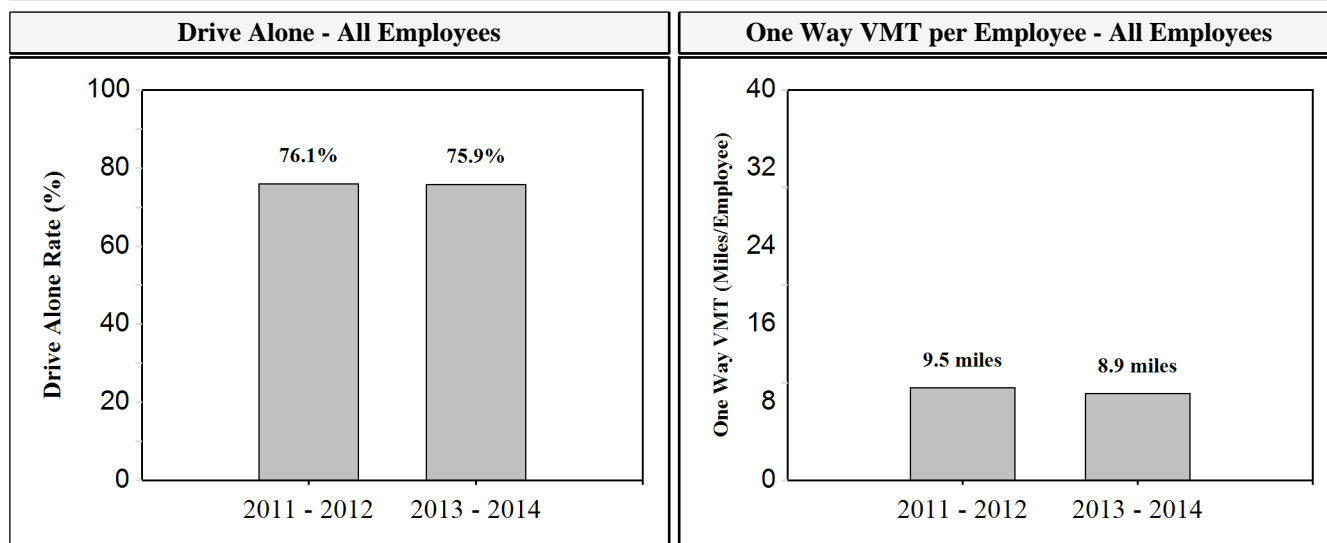 Drive Alone - All Employees
One Way VMT per Employee - All Employees
100
80
60
40
20
0
Drive Alone Rate (%)
76.1%
75.9%
2011 - 2012
2013 - 2014
40
32
24
16
8
0
One Way VMT (Miles/Employee)
9.5 miles
8.9 miles
2011 - 2012
2013 - 2014